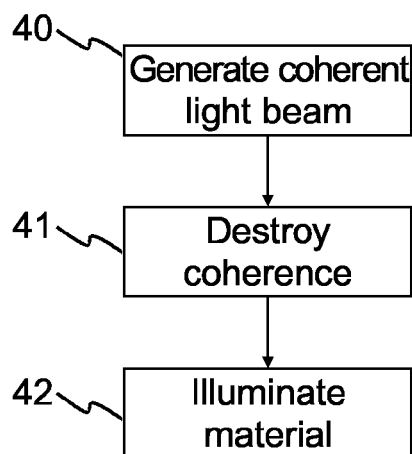 40
Generate coherent
light beam
41
Destroy
coherence
42
Illuminate
material